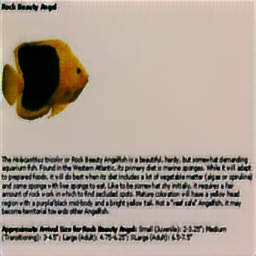 Rock Beauty Angel
The Holacanthus tricolor or Rock Beauty Angelfish is a beautiful, hardy, but somewhat demanding
aquarium fish. Found in the Western Atlantic, its primary diet is marine sponges. While it will adapt
to prepared foods, it will do best when its diet includes a lot of vegetable matter (algae or spirulina)
and some sponge with live sponge to eat. Like to be somewhat shy initially, it requires a fair
amount of rock work in which to find secluded spots. Mature coloration will have a yellow head
region with a purple/black mid-body and a bright yellow tail. Not a "reef safe" Angelfish, it may
become territorial towards other Angelfish.
Approximate Arrival Size for Rock Beauty Angel: Small (Juvenile): 2-3.25"; Medium
(Transitioning): 3-4.5"; Large (Adult): 4.75-6.25"; XLarge (Adult): 6.5-7.5"